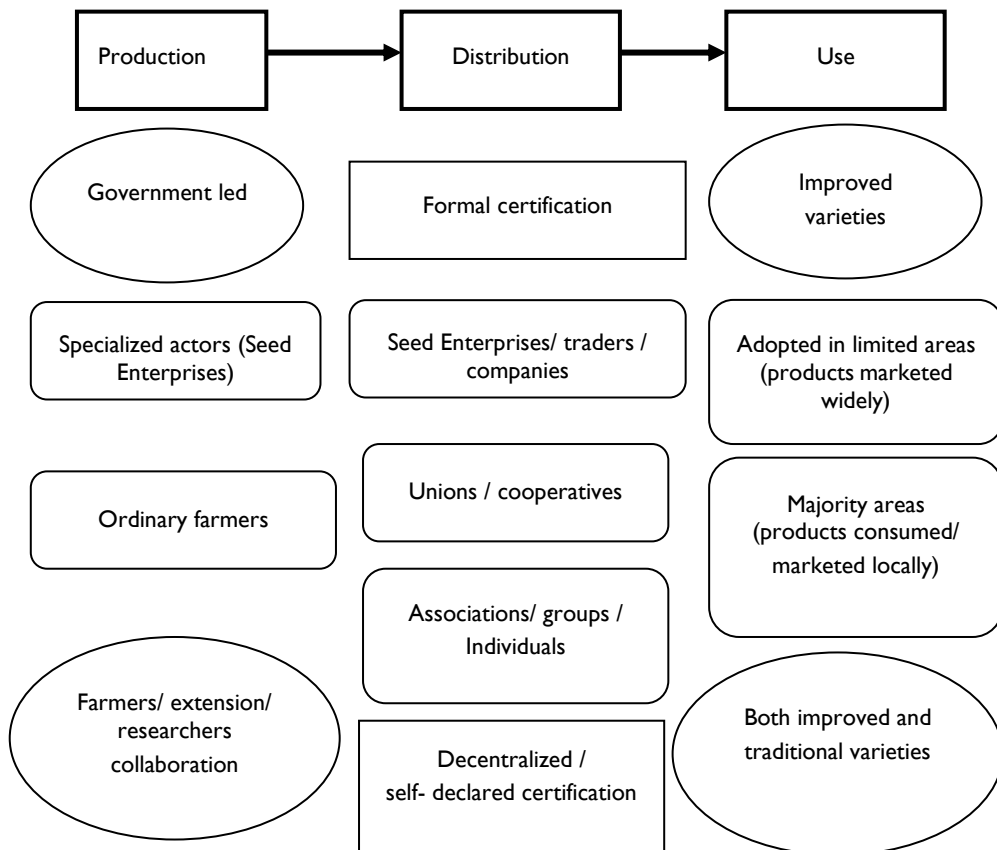 Production
Distribution
Use
Government led
Formal certification
Improved
varieties
Specialized actors (Seed
Enterprises)
Seed Enterprises/ traders /
companies
Adopted in limited areas
(products marketed
widely)
Ordinary farmers
Unions / cooperatives
Majority areas
(products consumed/
marketed locally)
Associations/ groups /
Individuals
Farmers/ extension/
researchers
collaboration
Decentralized /
self- declared certification
Both improved and
traditional varieties